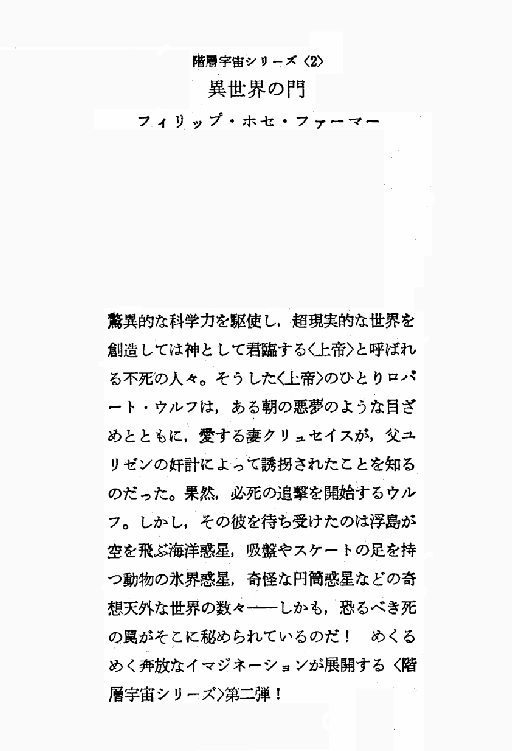 階層宇宙シリーズ〈2〉
異世界の門
フィリップ・ホセ・ファーマー
驚異的な科学力を駆使し，超現実的な世界を
創造しては神として君臨する〈上帝〉と呼ばれ
る不死の人々。そうした〈上帝〉のひとりロバ
ート・ウルフは，ある朝の悪夢のような目ざ
めとともに，愛する妻クリュセイスが，父ユ
リゼンの奸計によって誘拐されたことを知る
のだった。果然，必死の追撃を開始するウル
フ。しかし，その彼を待ち受けたのは浮島が
空を飛ぶ海洋惑星，吸盤やスケートの足を持
つ動物の氷界惑星，奇怪な円筒惑星などの奇
想天外な世界の数々――しかも，恐るべき死
の罠がそこに秘められているのだ！　めくる
めく奔放なイマジネーションが展開する〈階
層宇宙シリーズ〉第二弾！